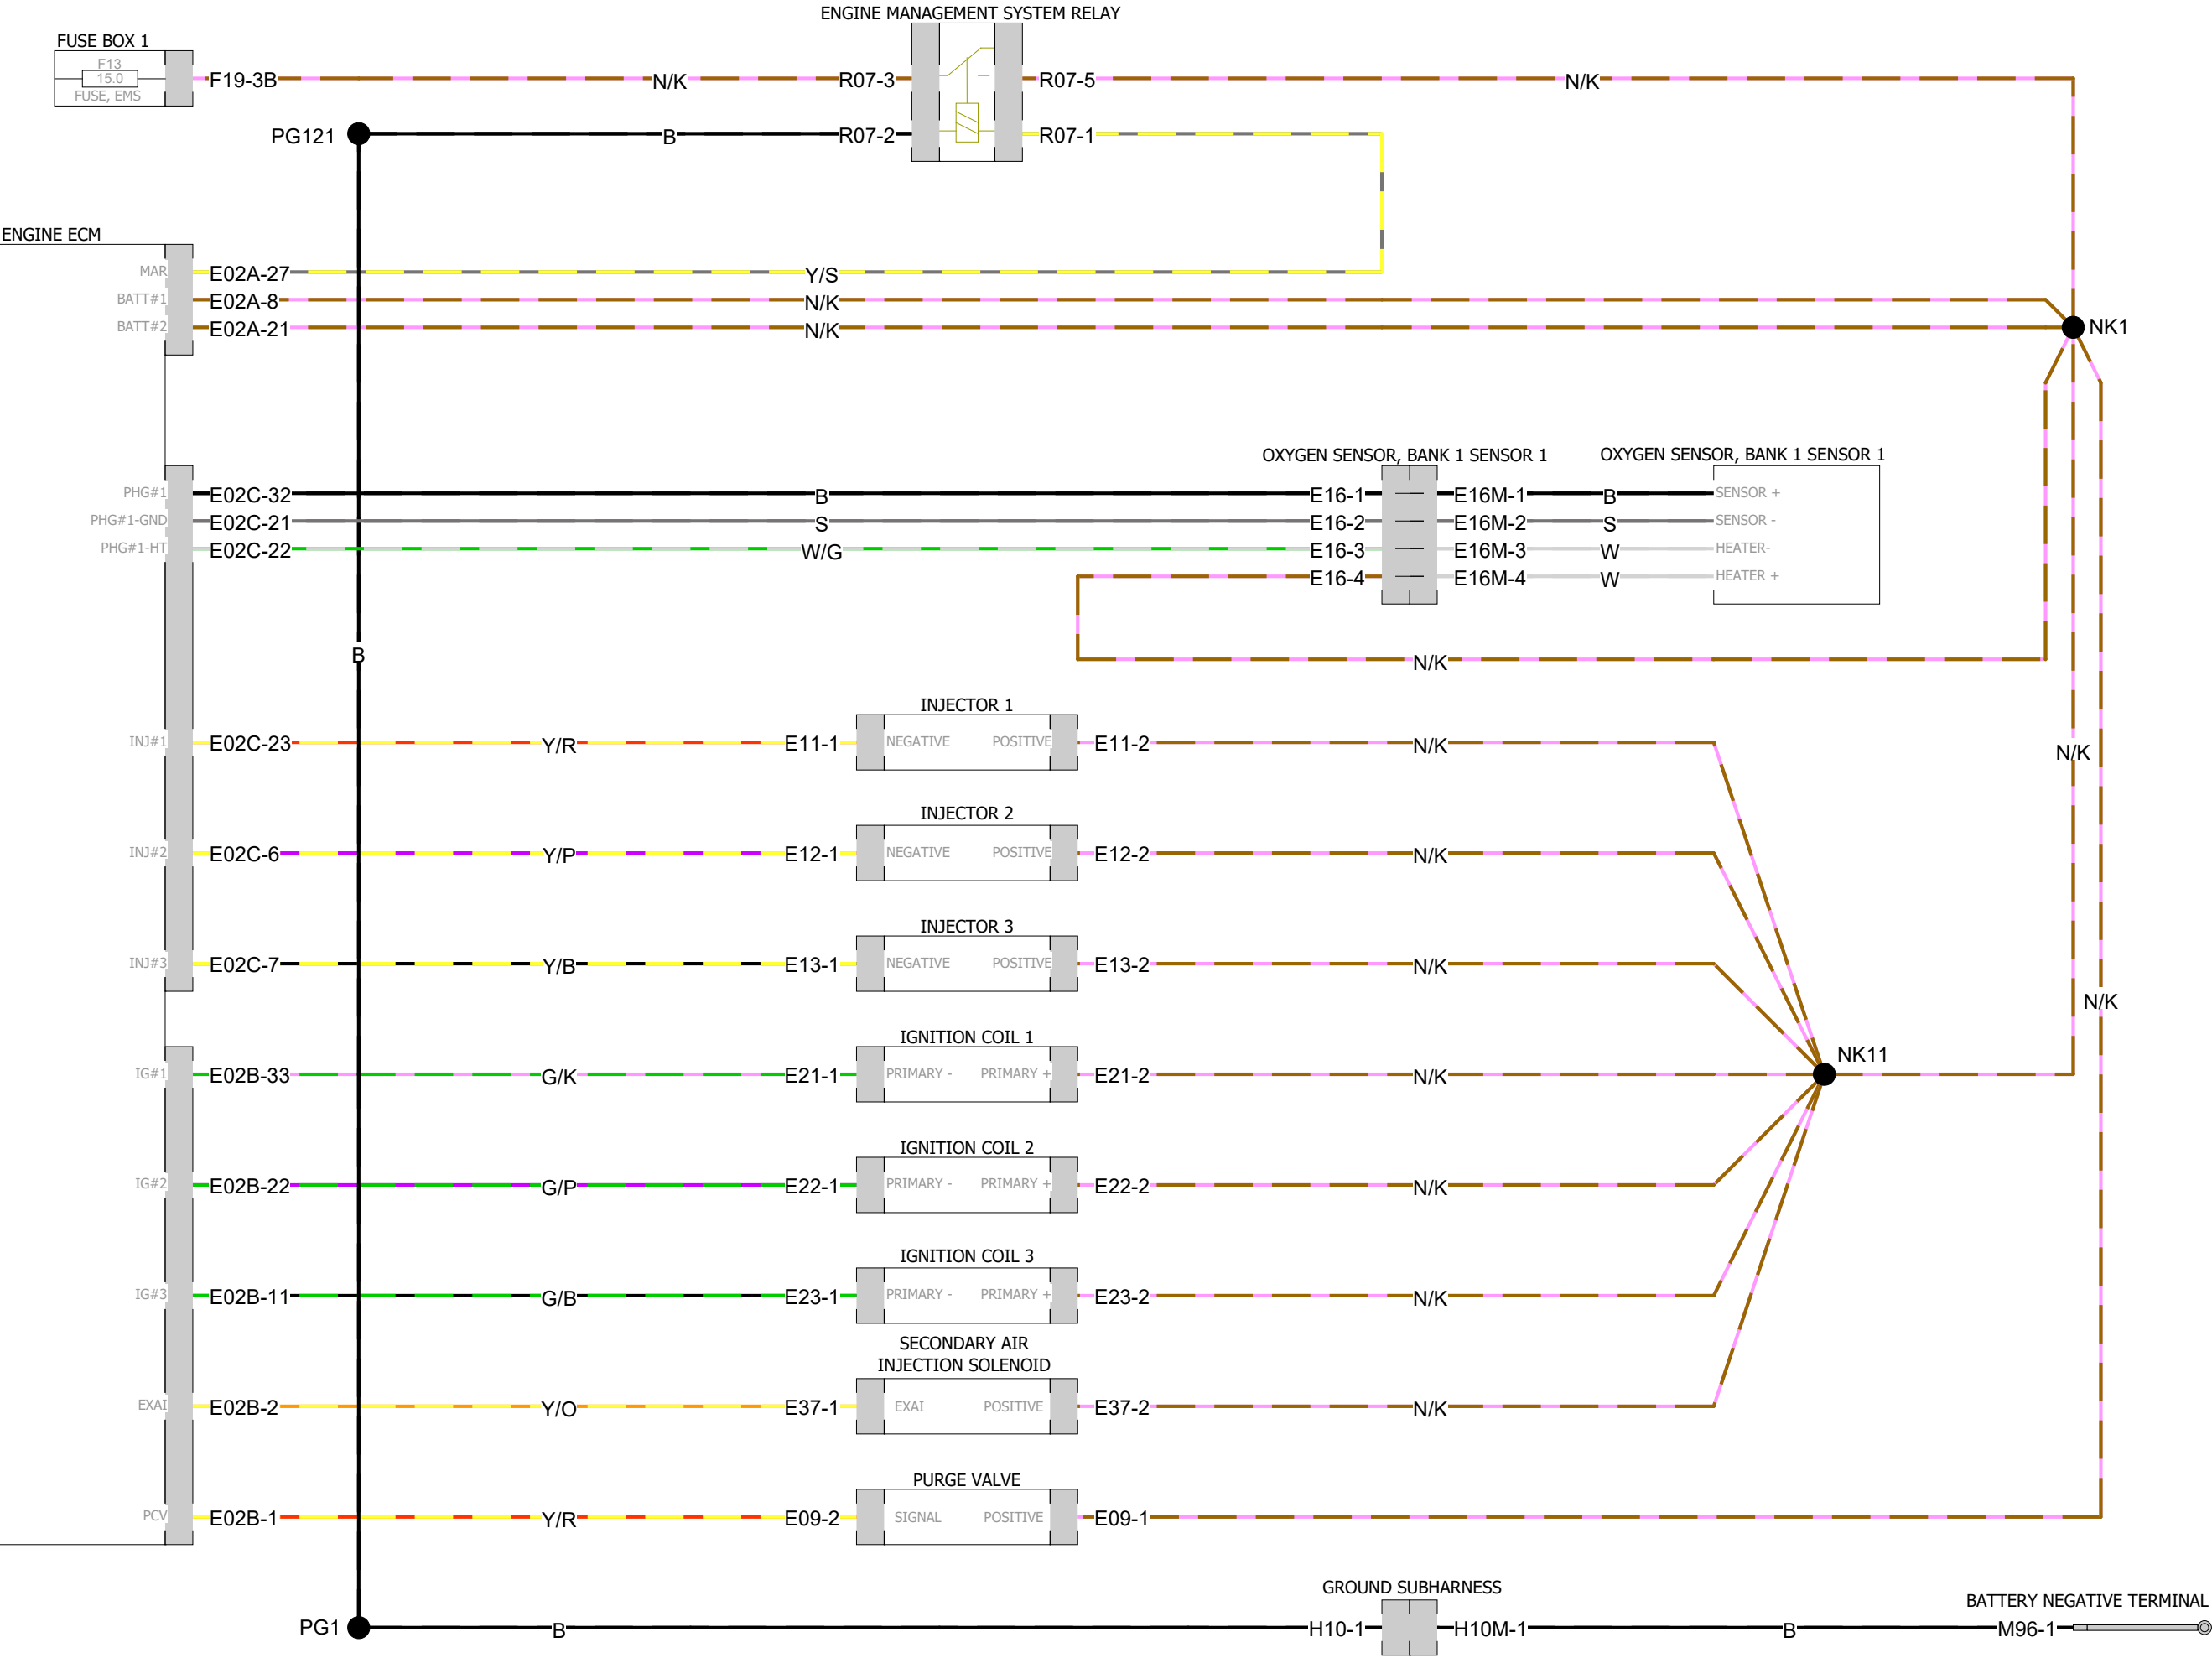 ENGINE MANAGEMENT SYSTEM RELAY
FUSE BOX 1
F13
15.0
FUSE, EMS
F19-3B N/K R07-3 R07-5 N/K
PG121 B R07-2 R07-1
ENGINE ECM
MAR E02A-27 Y/S
BATT#1 E02A-8 N/K
BATT#2 E02A-21 N/K NK1
OXYGEN SENSOR, BANK 1 SENSOR 1 OXYGEN SENSOR, BANK 1 SENSOR 1
PHG#1 E02C-32 B E16-1 E16M-1 B SENSOR +
PHG#1-GND E02C-21 S E16-2 E16M-2 S SENSOR -
PHG#1-HT E02C-22 W/G E16-3 E16M-3 W HEATER-
E16-4 E16M-4 W HEATER +
B N/K
INJECTOR 1
INJ#1 E02C-23 Y/R E11-1 NEGATIVE POSITIVE E11-2 N/K
N/K
INJECTOR 2
INJ#2 E02C-6 Y/P E12-1 NEGATIVE POSITIVE E12-2 N/K
INJECTOR 3
INJ#3 E02C-7 Y/B E13-1 NEGATIVE POSITIVE E13-2 N/K
N/K
IGNITION COIL 1
NK11
IG#1 E02B-33 G/K E21-1 PRIMARY - PRIMARY + E21-2 N/K
IGNITION COIL 2
IG#2 E02B-22 G/P E22-1 PRIMARY - PRIMARY + E22-2 N/K
IGNITION COIL 3
IG#3 E02B-11 G/B E23-1 PRIMARY - PRIMARY + E23-2 N/K
SECONDARY AIR
INJECTION SOLENOID
EXAI E02B-2 Y/O E37-1 EXAI POSITIVE E37-2 N/K
PURGE VALVE
PCV E02B-1 Y/R E09-2 SIGNAL POSITIVE E09-1
GROUND SUBHARNESS
BATTERY NEGATIVE TERMINAL
PG1 B H10-1 H10M-1 B M96-1